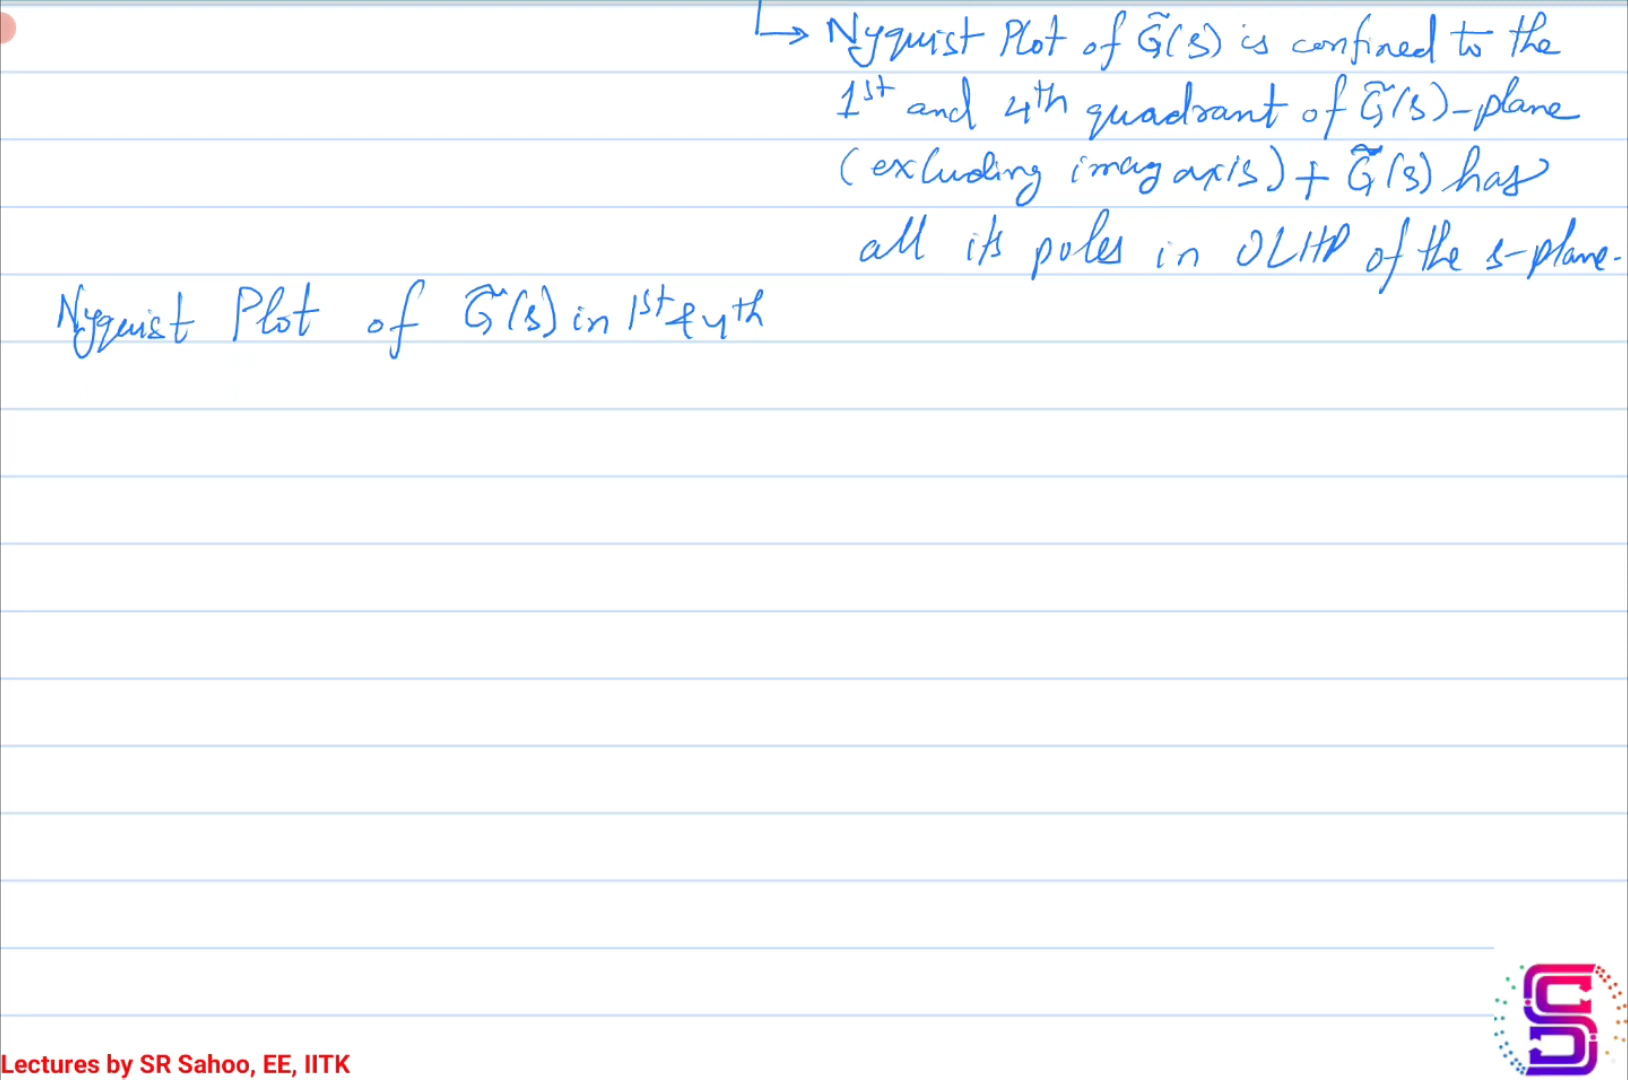 ↳ Nyquist Plot of G̃(s) is confined to the
1st and 4th quadrant of G̃(s)-plane
(excluding imag axis) + G̃(s) has
all its poles in OLHP of the s-plane.
Nyquist Plot of G̃(s) in 1st & 4th
Lectures by SR Sahoo, EE, IITK